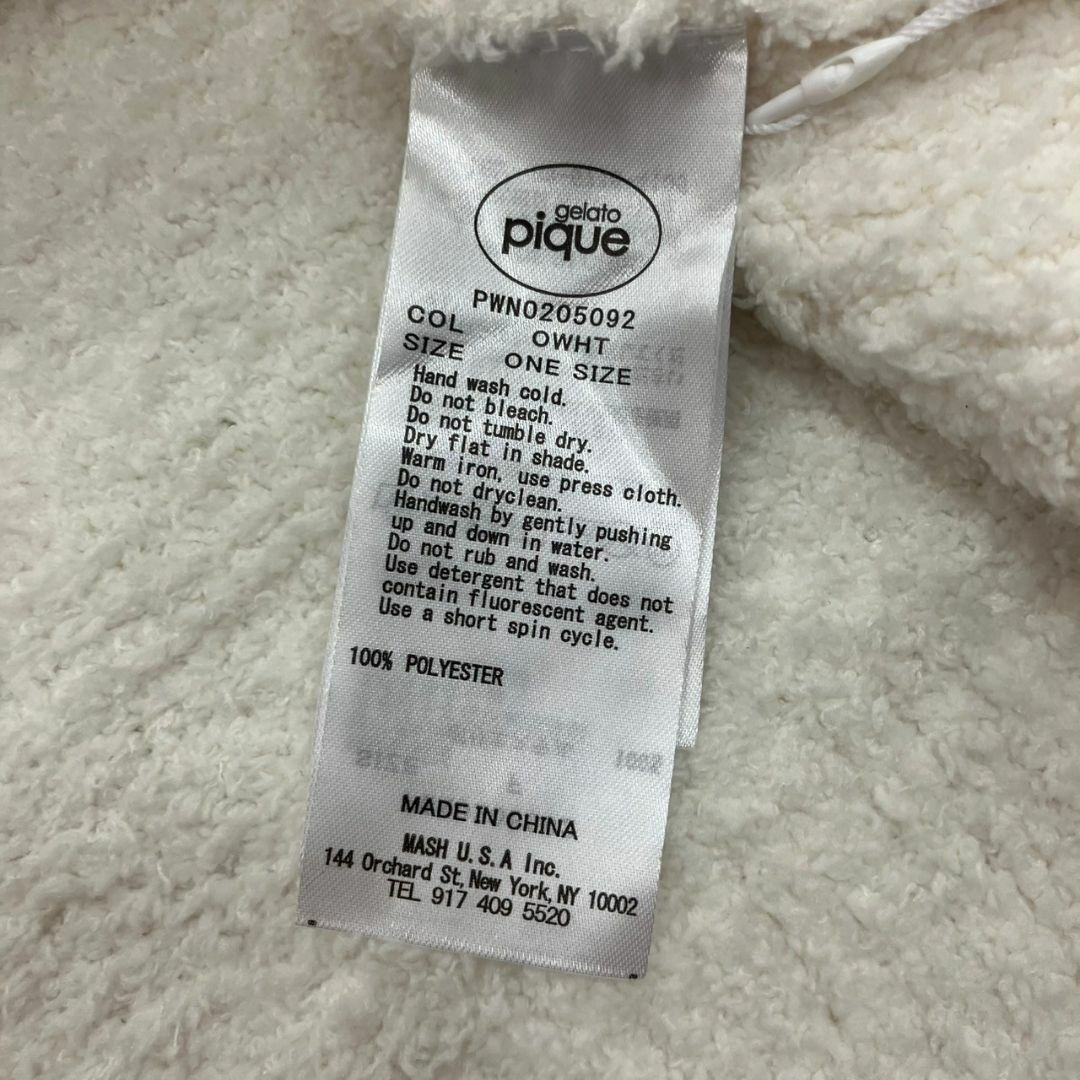 gelato
pique
PWNO205092
COL OWHT
SIZE ONE SIZE
Hand wash cold.
Do not bleach.
Do not tumble dry.
Dry flat in shade.
Warm iron, use press cloth.
Do not dryclean.
Handwash by gently pushing
up and down in water.
Do not rub and wash.
Use detergent that does not
contain fluorescent agent.
Use a short spin cycle.
100% POLYESTER
MADE IN CHINA
MASH U.S.A Inc.
144 Orchard St, New York, NY 10002
TEL 917 409 5520